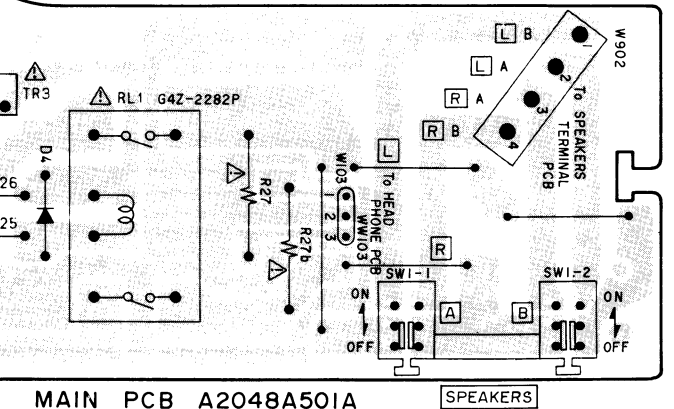 L B
W902
L A
R A
R B
1
2
3
4
To SPEAKERS
TERMINAL
PCB
TR3
RL1 G4Z-2282P
D4
26
25
R27
R27b
W103
1
2
3
L
To HEAD
PHONE PCB
WW103
R
SW1-1
SW1-2
ON
OFF
A
B
ON
OFF
MAIN PCB A2048A501A
SPEAKERS